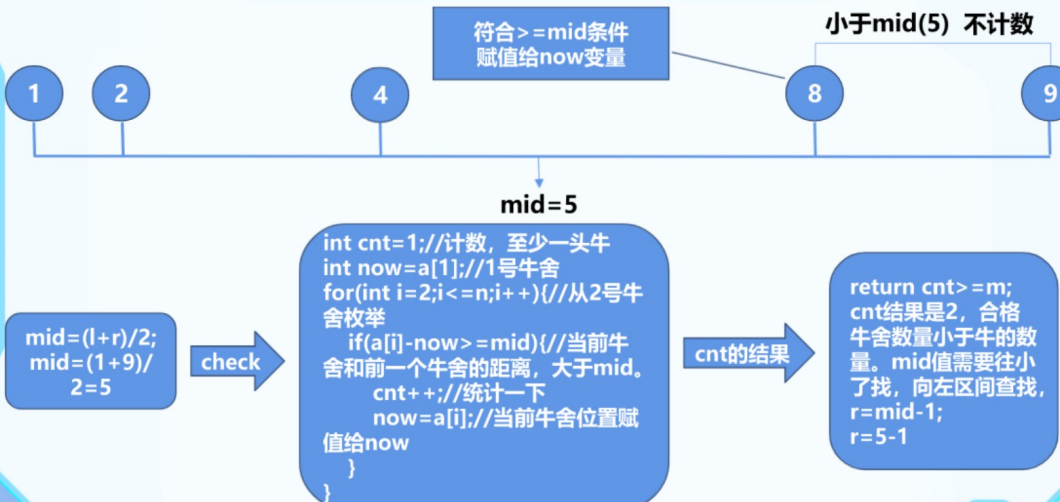 符合>=mid条件
赋值给now变量
小于mid(5) 不计数
1
2
4
8
9
mid=5
mid=(l+r)/2;
mid=(1+9)/
2=5
check
int cnt=1;//计数，至少一头牛
int now=a[1];//1号牛舍
for(int i=2;i<=n;i++){//从2号牛
舍枚举
if(a[i]-now>=mid){//当前牛
舍和前一个牛舍的距离，大于mid。
cnt++;//统计一下
now=a[i];//当前牛舍位置赋
值给now
}
}
cnt的结果
return cnt>=m;
cnt结果是2，合格
牛舍数量小于牛的数
量。mid值需要往小
了找，向左区间查找，
r=mid-1;
r=5-1